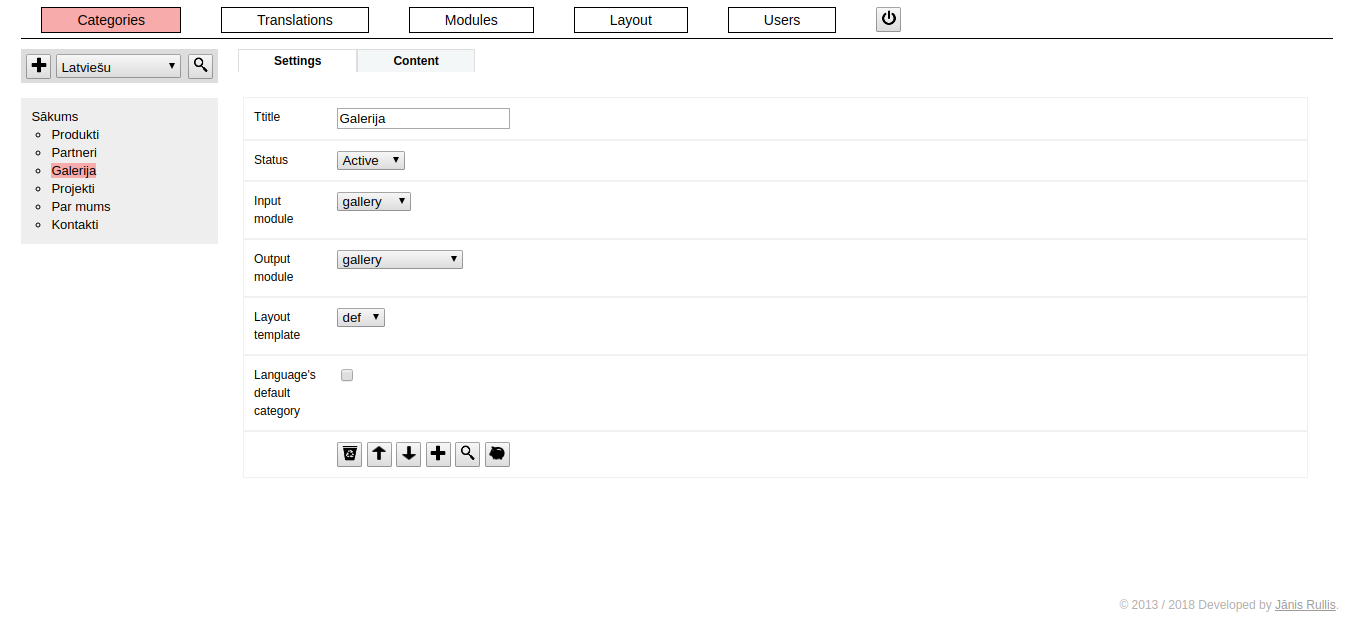 Categories Translations Modules Layout Users
Latviešu
Settings Content
Sākums
Produkti
Partneri
Galerija
Projekti
Par mums
Kontakti
Ttitle Galerija
Status Active
Input
module
gallery
Output
module
gallery
Layout
template
def
Language's
default
category
© 2013 / 2018 Developed by Jānis Rullis.